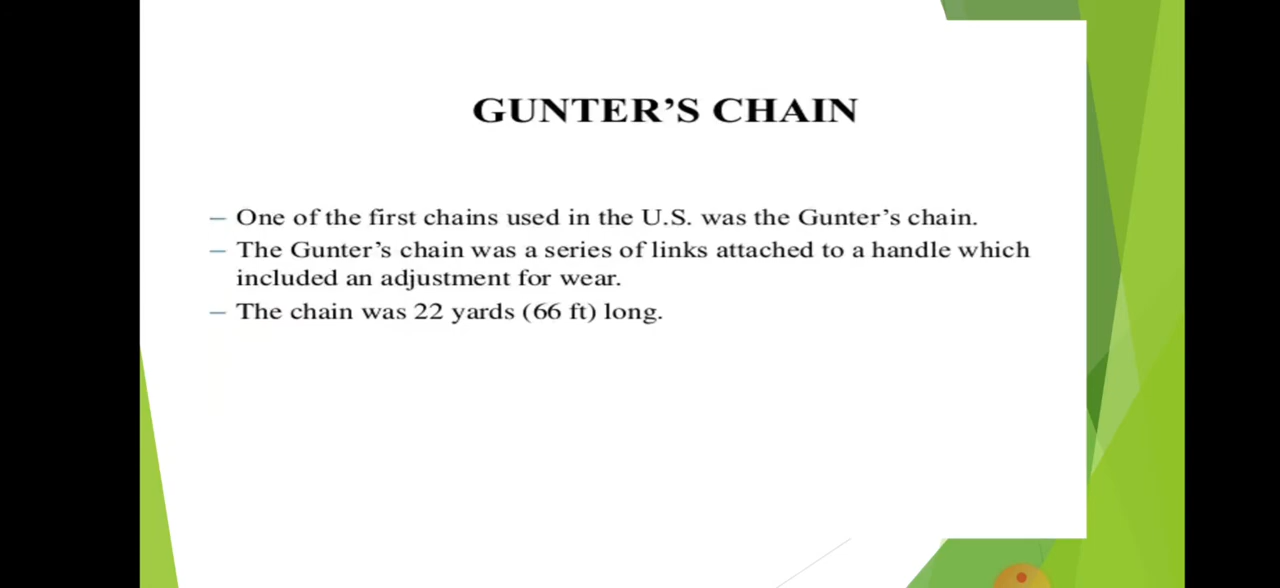 GUNTER’S CHAIN
– One of the first chains used in the U.S. was the Gunter’s chain.
– The Gunter’s chain was a series of links attached to a handle which
included an adjustment for wear.
– The chain was 22 yards (66 ft) long.